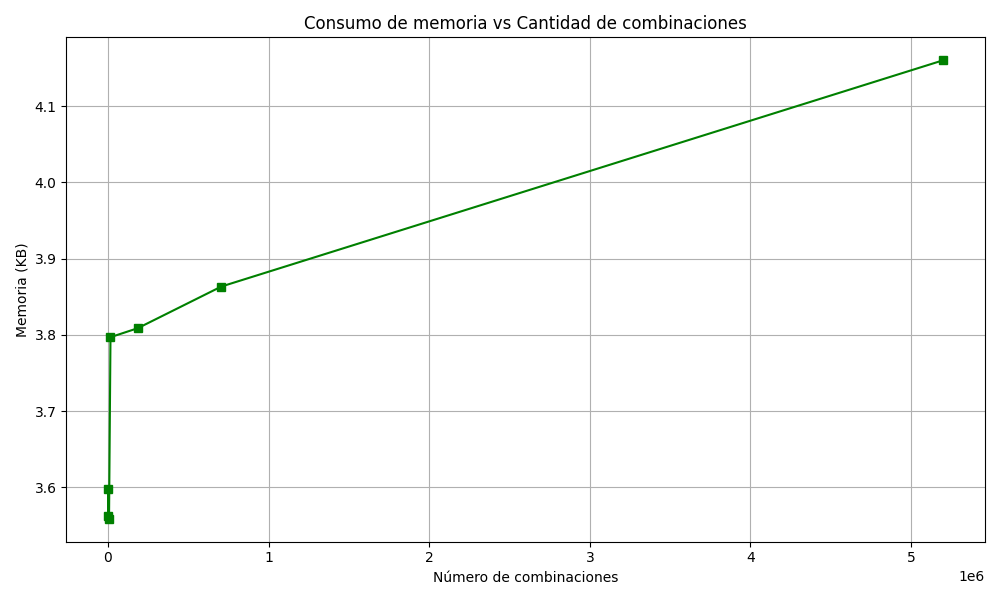 Consumo de memoria vs Cantidad de combinaciones
Memoria (KB)
4.1
4.0
3.9
3.8
3.7
3.6
0 1 2 3 4 5
1e6
Número de combinaciones